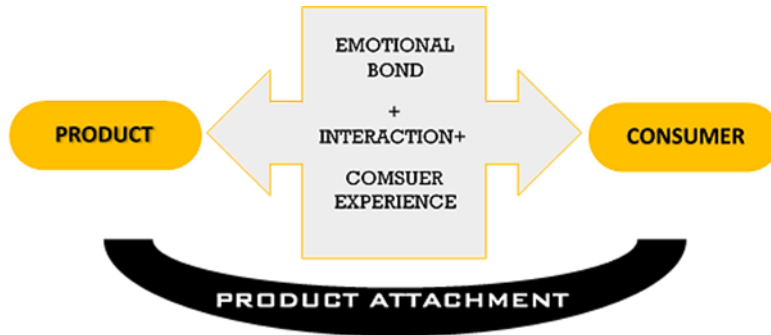 EMOTIONAL
BOND
+
PRODUCT
INTERACTION+
CONSUMER
COMSUER
EXPERIENCE
PRODUCT ATTACHMENT